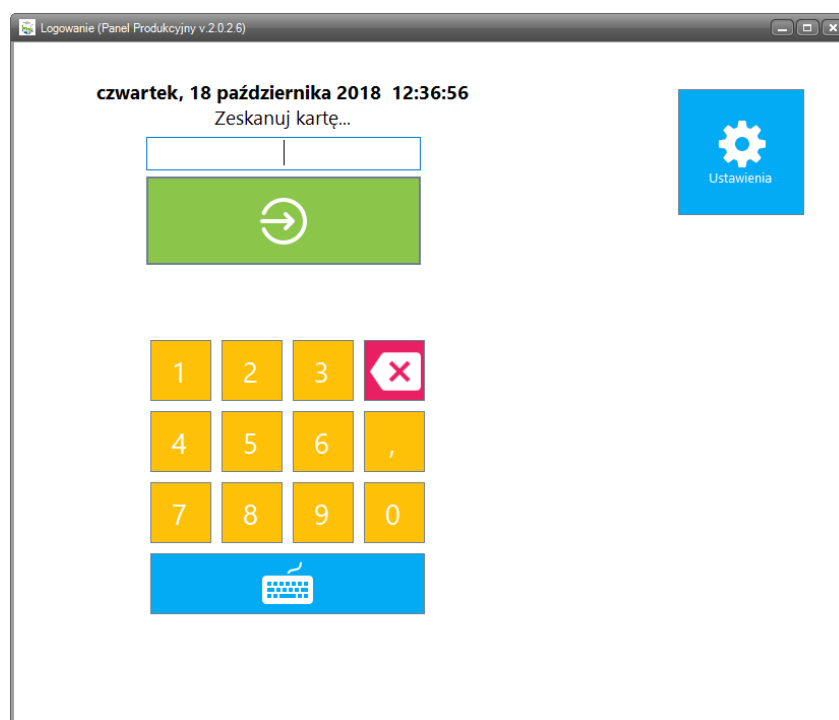 Logowanie (Panel Produkcyjny v.2.0.2.6)
czwartek, 18 października 2018 12:36:56
Zeskanuj kartę...
Ustawienia
1 2 3
4 5 6 ,
7 8 9 0